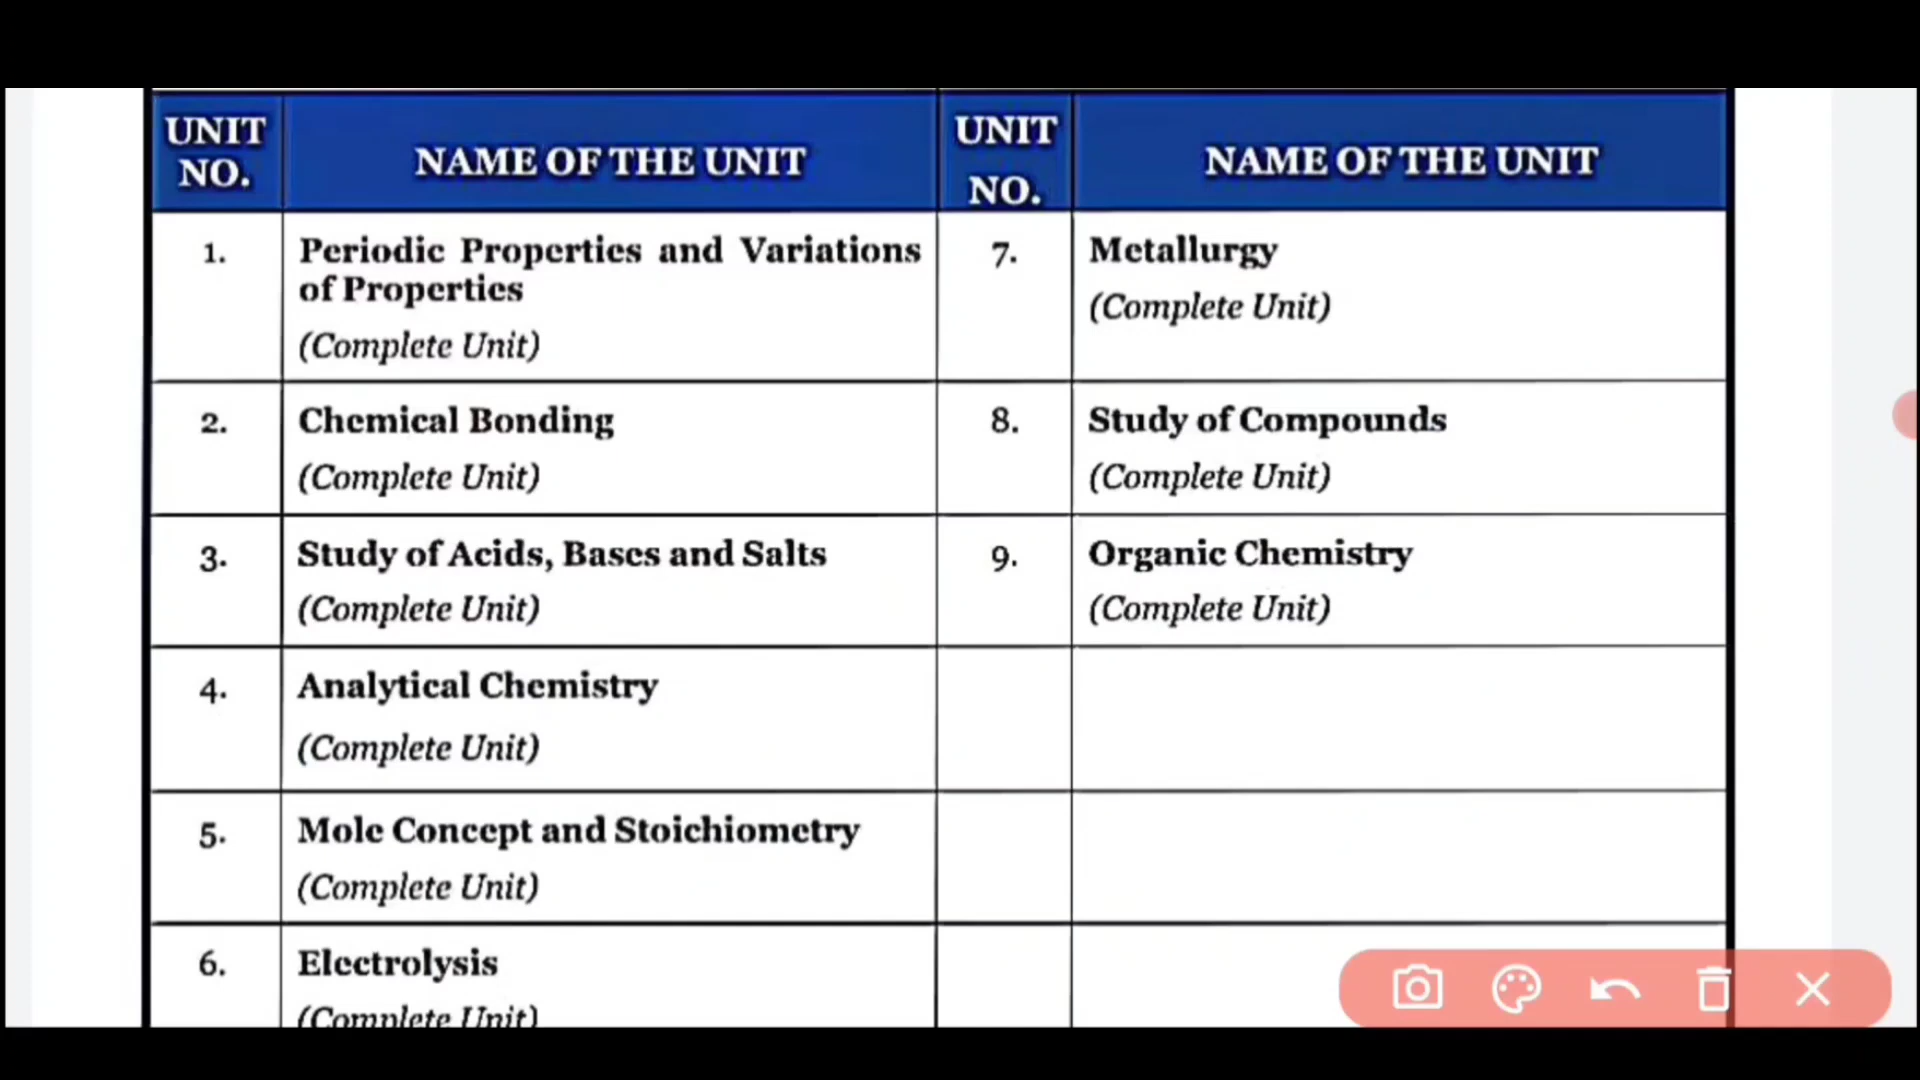 UNIT
NO.
NAME OF THE UNIT
UNIT
NO.
NAME OF THE UNIT
1.
Periodic Properties and Variations
of Properties
(Complete Unit)
7.
Metallurgy
(Complete Unit)
2.
Chemical Bonding
(Complete Unit)
8.
Study of Compounds
(Complete Unit)
3.
Study of Acids, Bases and Salts
(Complete Unit)
9.
Organic Chemistry
(Complete Unit)
4.
Analytical Chemistry
(Complete Unit)
5.
Mole Concept and Stoichiometry
(Complete Unit)
6.
Electrolysis
(Complete Unit)